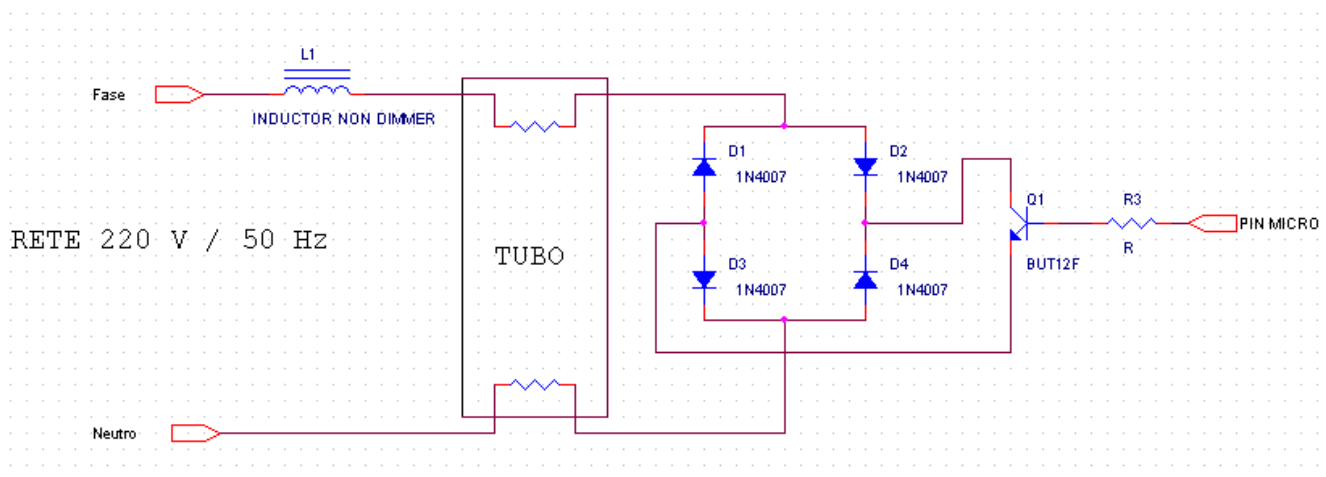 L1
Fase
INDUCTOR NON DIMMER
D1
1N4007
D2
1N4007
Q1
R3
PIN MICRO
RETE 220 V / 50 Hz
TUBO
R
BUT12F
D3
1N4007
D4
1N4007
Neutro